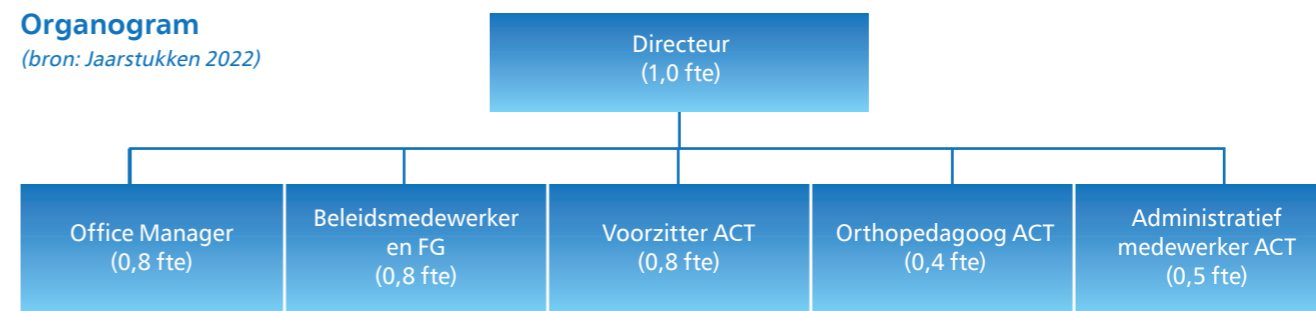 Organogram
(bron: Jaarstukken 2022)
Directeur
(1,0 fte)
Office Manager
(0,8 fte)
Beleidsmedewerker
en FG
(0,8 fte)
Voorzitter ACT
(0,8 fte)
Orthopedagoog ACT
(0,4 fte)
Administratief
medewerker ACT
(0,5 fte)